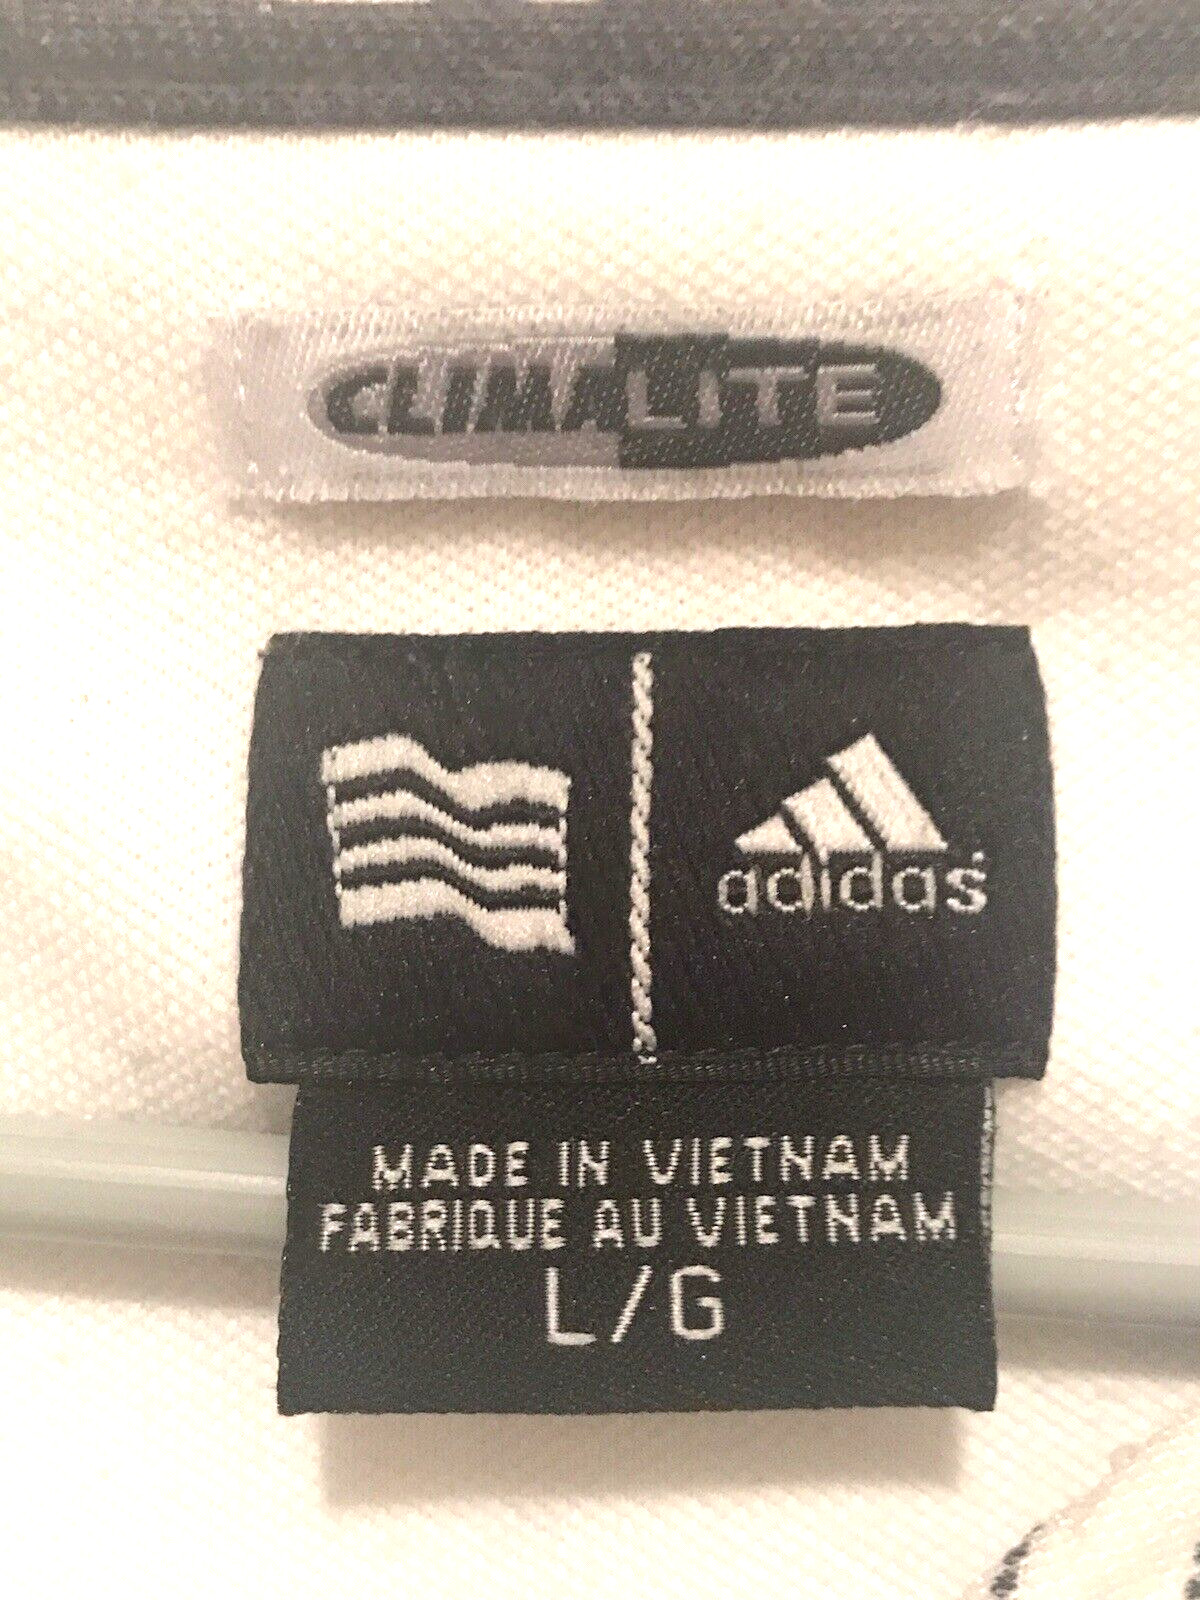 CLIMALITE
adidas
MADE IN VIETNAM
FABRIQUE AU VIETNAM
L/G